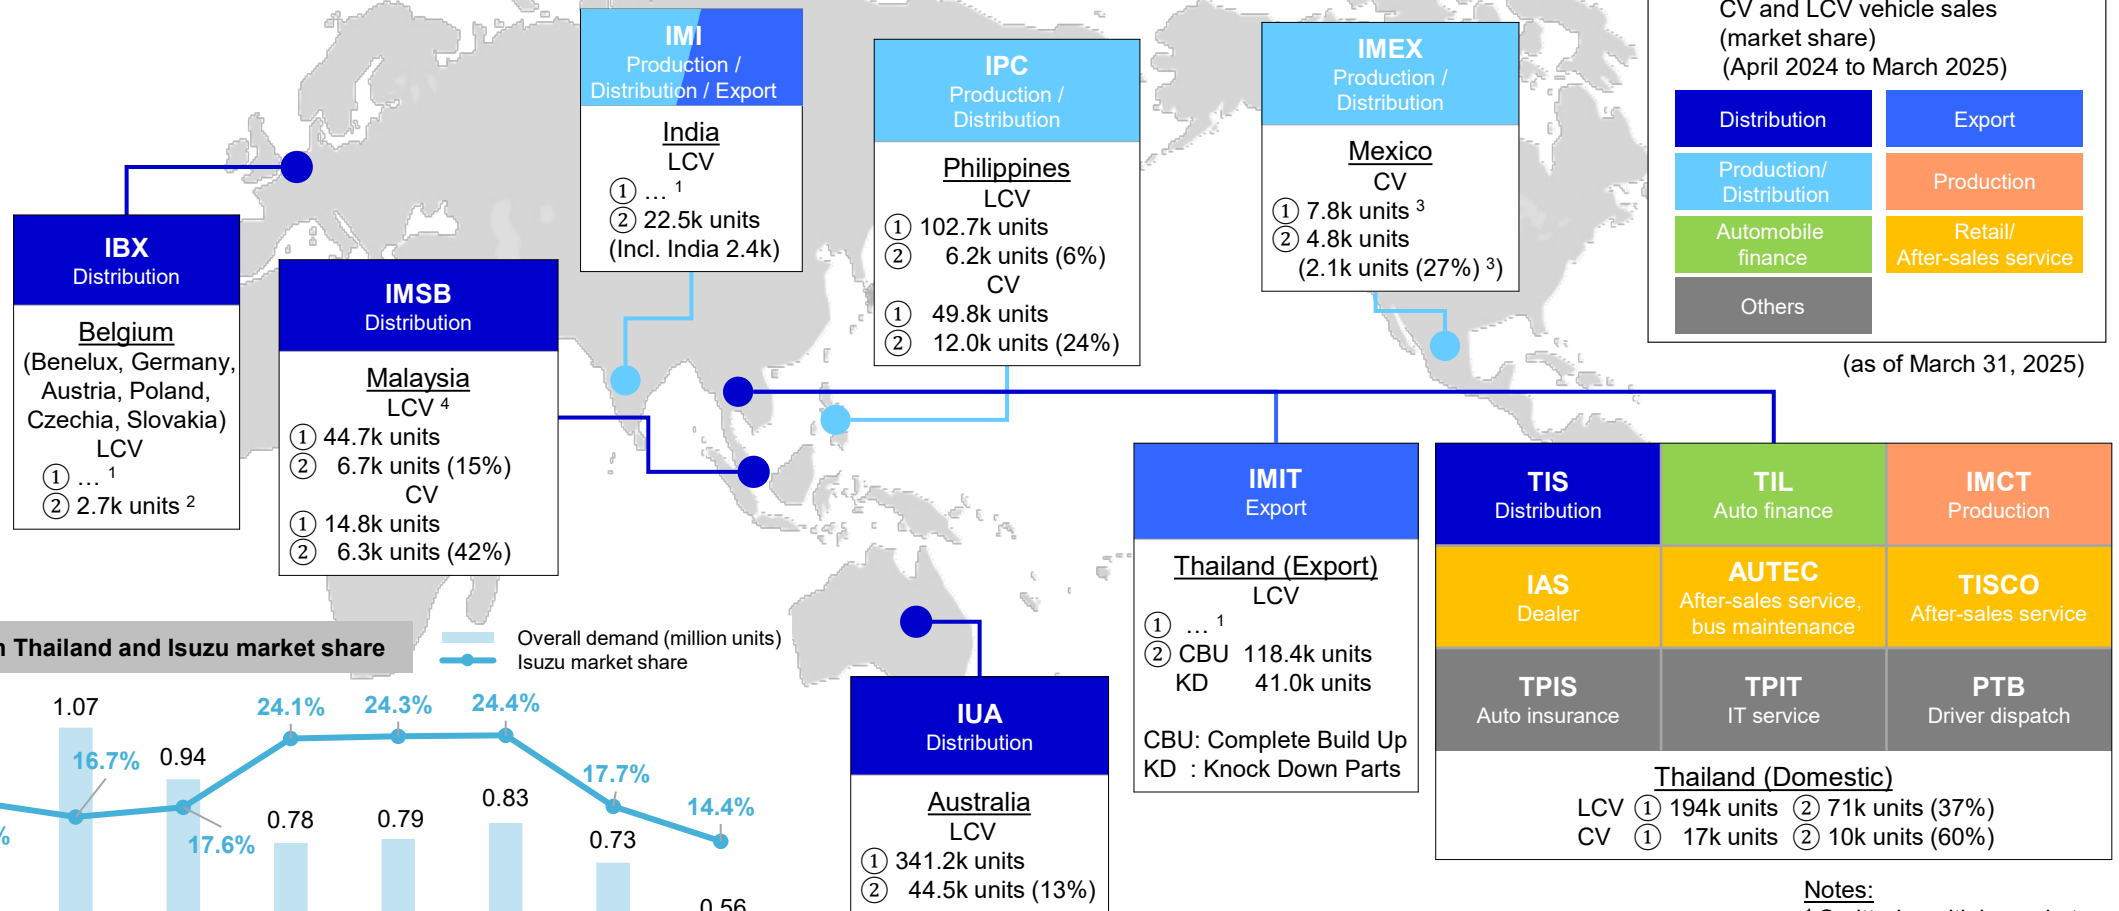 CV and LCV vehicle sales
(market share)
(April 2024 to March 2025)
Distribution
Export
Production/
Distribution
Production
Automobile
finance
Retail/
After-sales service
Others
(as of March 31, 2025)
IMI
Production /
Distribution / Export
India
LCV
① … 1
② 22.5k units
(Incl. India 2.4k)
IPC
Production /
Distribution
Philippines
LCV
① 102.7k units
② 6.2k units (6%)
CV
① 49.8k units
② 12.0k units (24%)
IMEX
Production /
Distribution
Mexico
CV
① 7.8k units 3
② 4.8k units
(2.1k units (27%) 3)
IBX
Distribution
Belgium
(Benelux, Germany,
Austria, Poland,
Czechia, Slovakia)
LCV
① … 1
② 2.7k units 2
IMSB
Distribution
Malaysia
LCV 4
① 44.7k units
② 6.7k units (15%)
CV
① 14.8k units
② 6.3k units (42%)
IMIT
Export
Thailand (Export)
LCV
① … 1
② CBU 118.4k units
KD 41.0k units
CBU: Complete Build Up
KD : Knock Down Parts
TIS
Distribution
TIL
Auto finance
IMCT
Production
IAS
Dealer
AUTEC
After-sales service,
bus maintenance
TISCO
After-sales service
TPIS
Auto insurance
TPIT
IT service
PTB
Driver dispatch
Thailand (Domestic)
LCV ① 194k units ② 71k units (37%)
CV ① 17k units ② 10k units (60%)
IUA
Distribution
Australia
LCV
① 341.2k units
② 44.5k units (13%)
Thailand and Isuzu market share
Overall demand (million units)
Isuzu market share
1.07
16.7%
0.94
17.6%
24.1%
0.78
24.3%
0.79
24.4%
0.83
17.7%
0.73
14.4%
0.56
%
Notes: